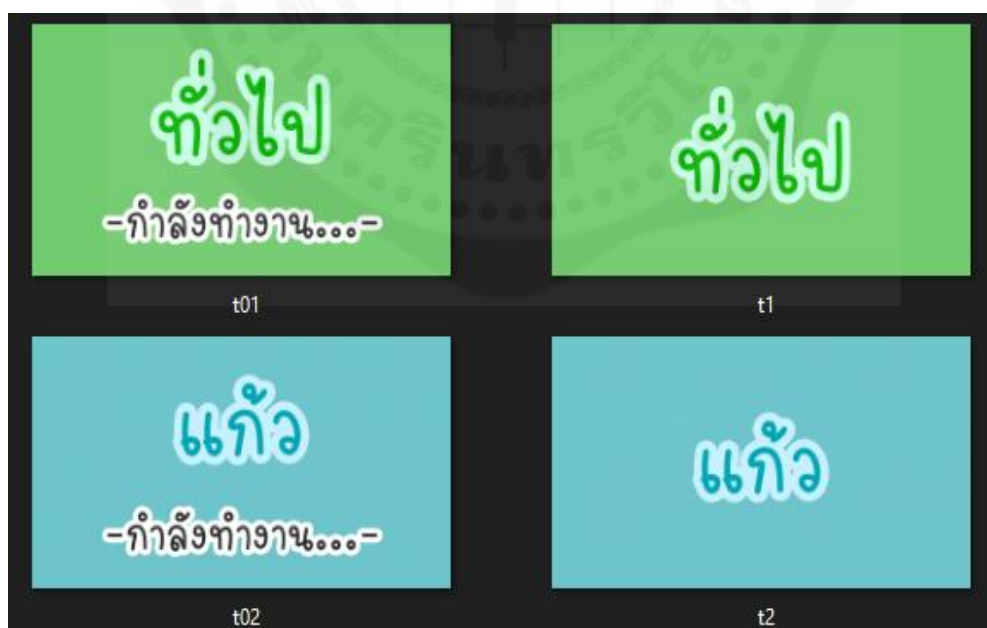 ทั่วไป
-กำลังทำงาน...-
t01
ทั่วไป
t1
แก้ว
-กำลังทำงาน...-
t02
แก้ว
t2